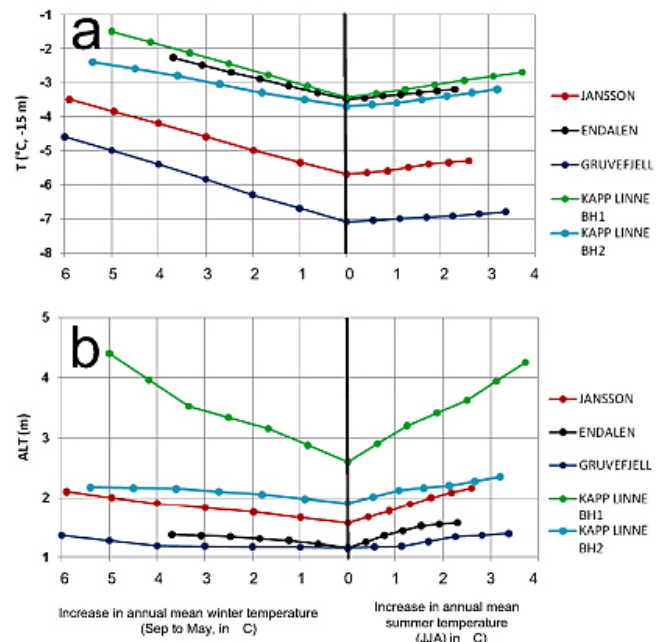 a
T (°C, -15 m)
-1
-2
-3
-4
-5
-6
-7
-8
6 5 4 3 2 1 0 1 2 3 4
JANSSON
ENDALEN
GRUVEFJELL
KAPP LINNE
BH1
KAPP LINNE
BH2
b
ALT (m)
5
4
3
2
1
6 5 4 3 2 1 0 1 2 3 4
JANSSON
ENDALEN
GRUVEFJELL
KAPP LINNE
BH1
KAPP LINNE
BH2
Increase in annual mean winter temperature
(Sep to May, in C)
Increase in annual mean
summer temperature
(JJA) in C)